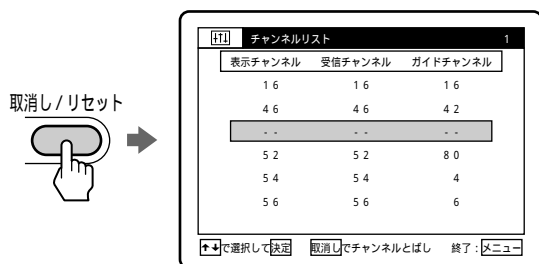 チャンネルリスト 1
表示チャンネル 受信チャンネル ガイドチャンネル
16 16 16
46 46 42
取消し/リセット
-- -- --
52 52 80
54 54 4
56 56 6
↑↓で選択して決定 取消しでチャンネルとばし 終了:メニュー